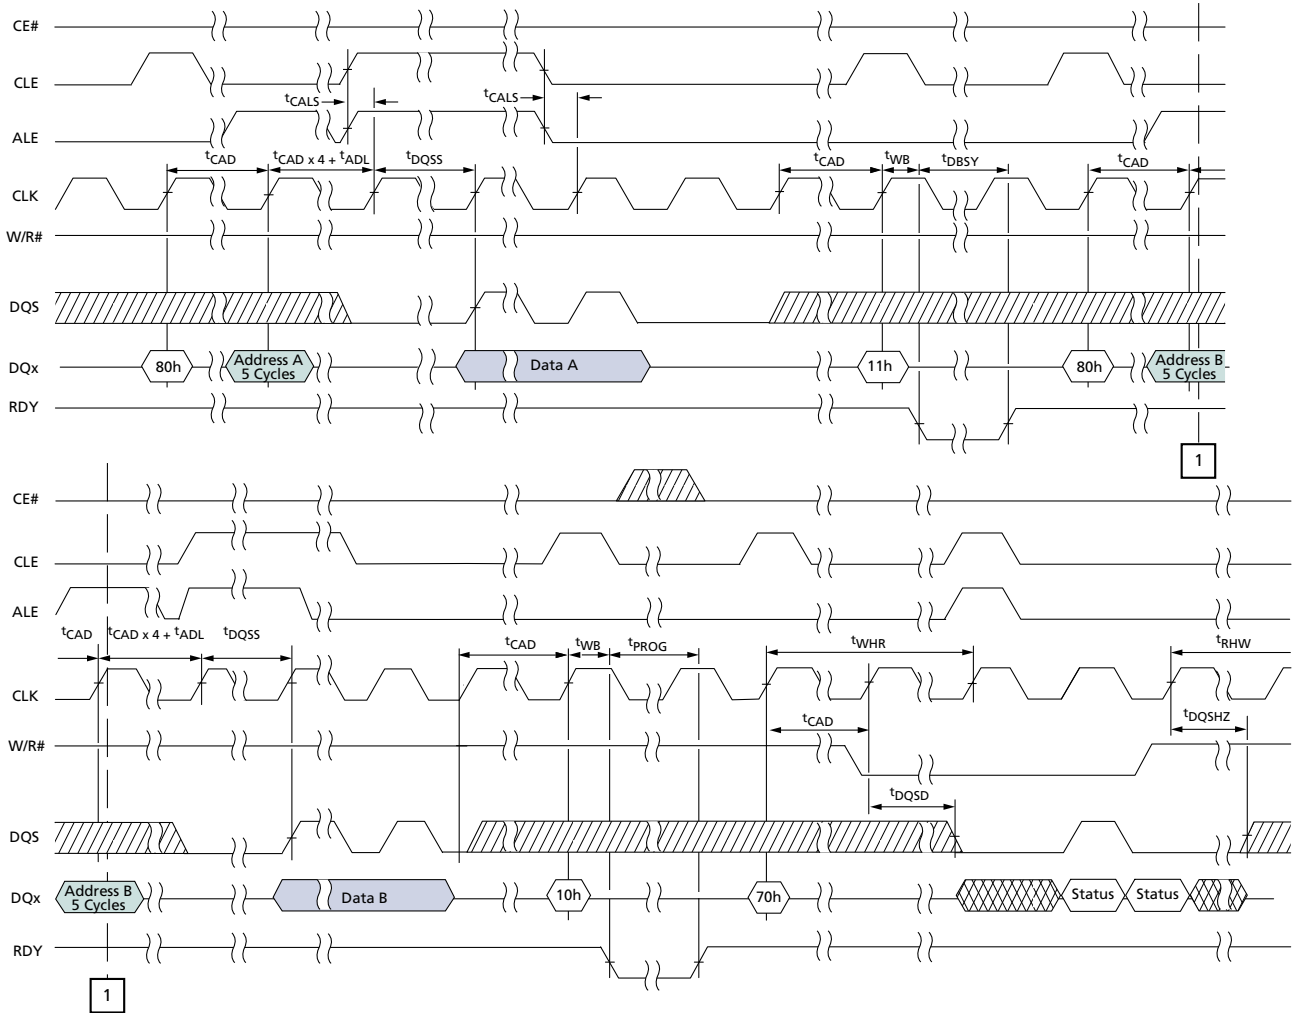 CE#
CLE
tCALS
tCALS
ALE
tCAD
tCAD x 4 + tADL
tDQSS
tCAD
tWB
tDBSY
tCAD
CLK
W/R#
DQS
DQx
80h
Address A
5 Cycles
Data A
11h
80h
Address B
5 Cycles
RDY
1
CE#
CLE
ALE
tCAD
tCAD x 4 + tADL
tDQSS
tCAD
tWB
tPROG
tWHR
tRHW
CLK
tCAD
tDQSHZ
W/R#
tDQSD
DQS
DQx
Address B
5 Cycles
Data B
10h
70h
Status
Status
RDY
1